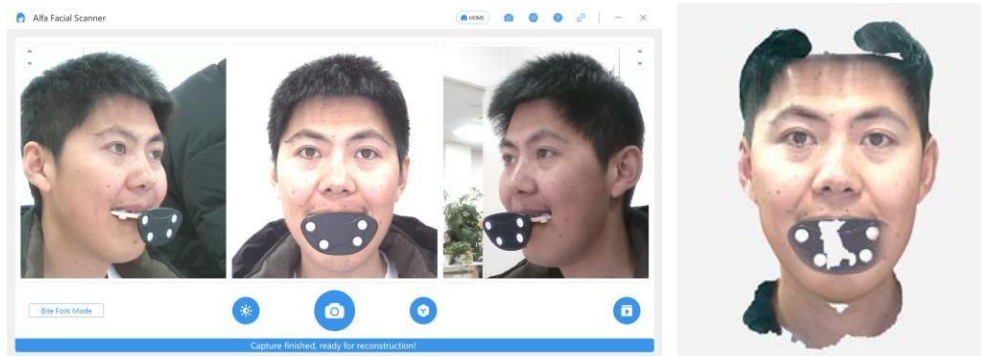 Alfa Facial Scanner
HOME
Bite Fork Mode
Capture finished, ready for reconstruction!